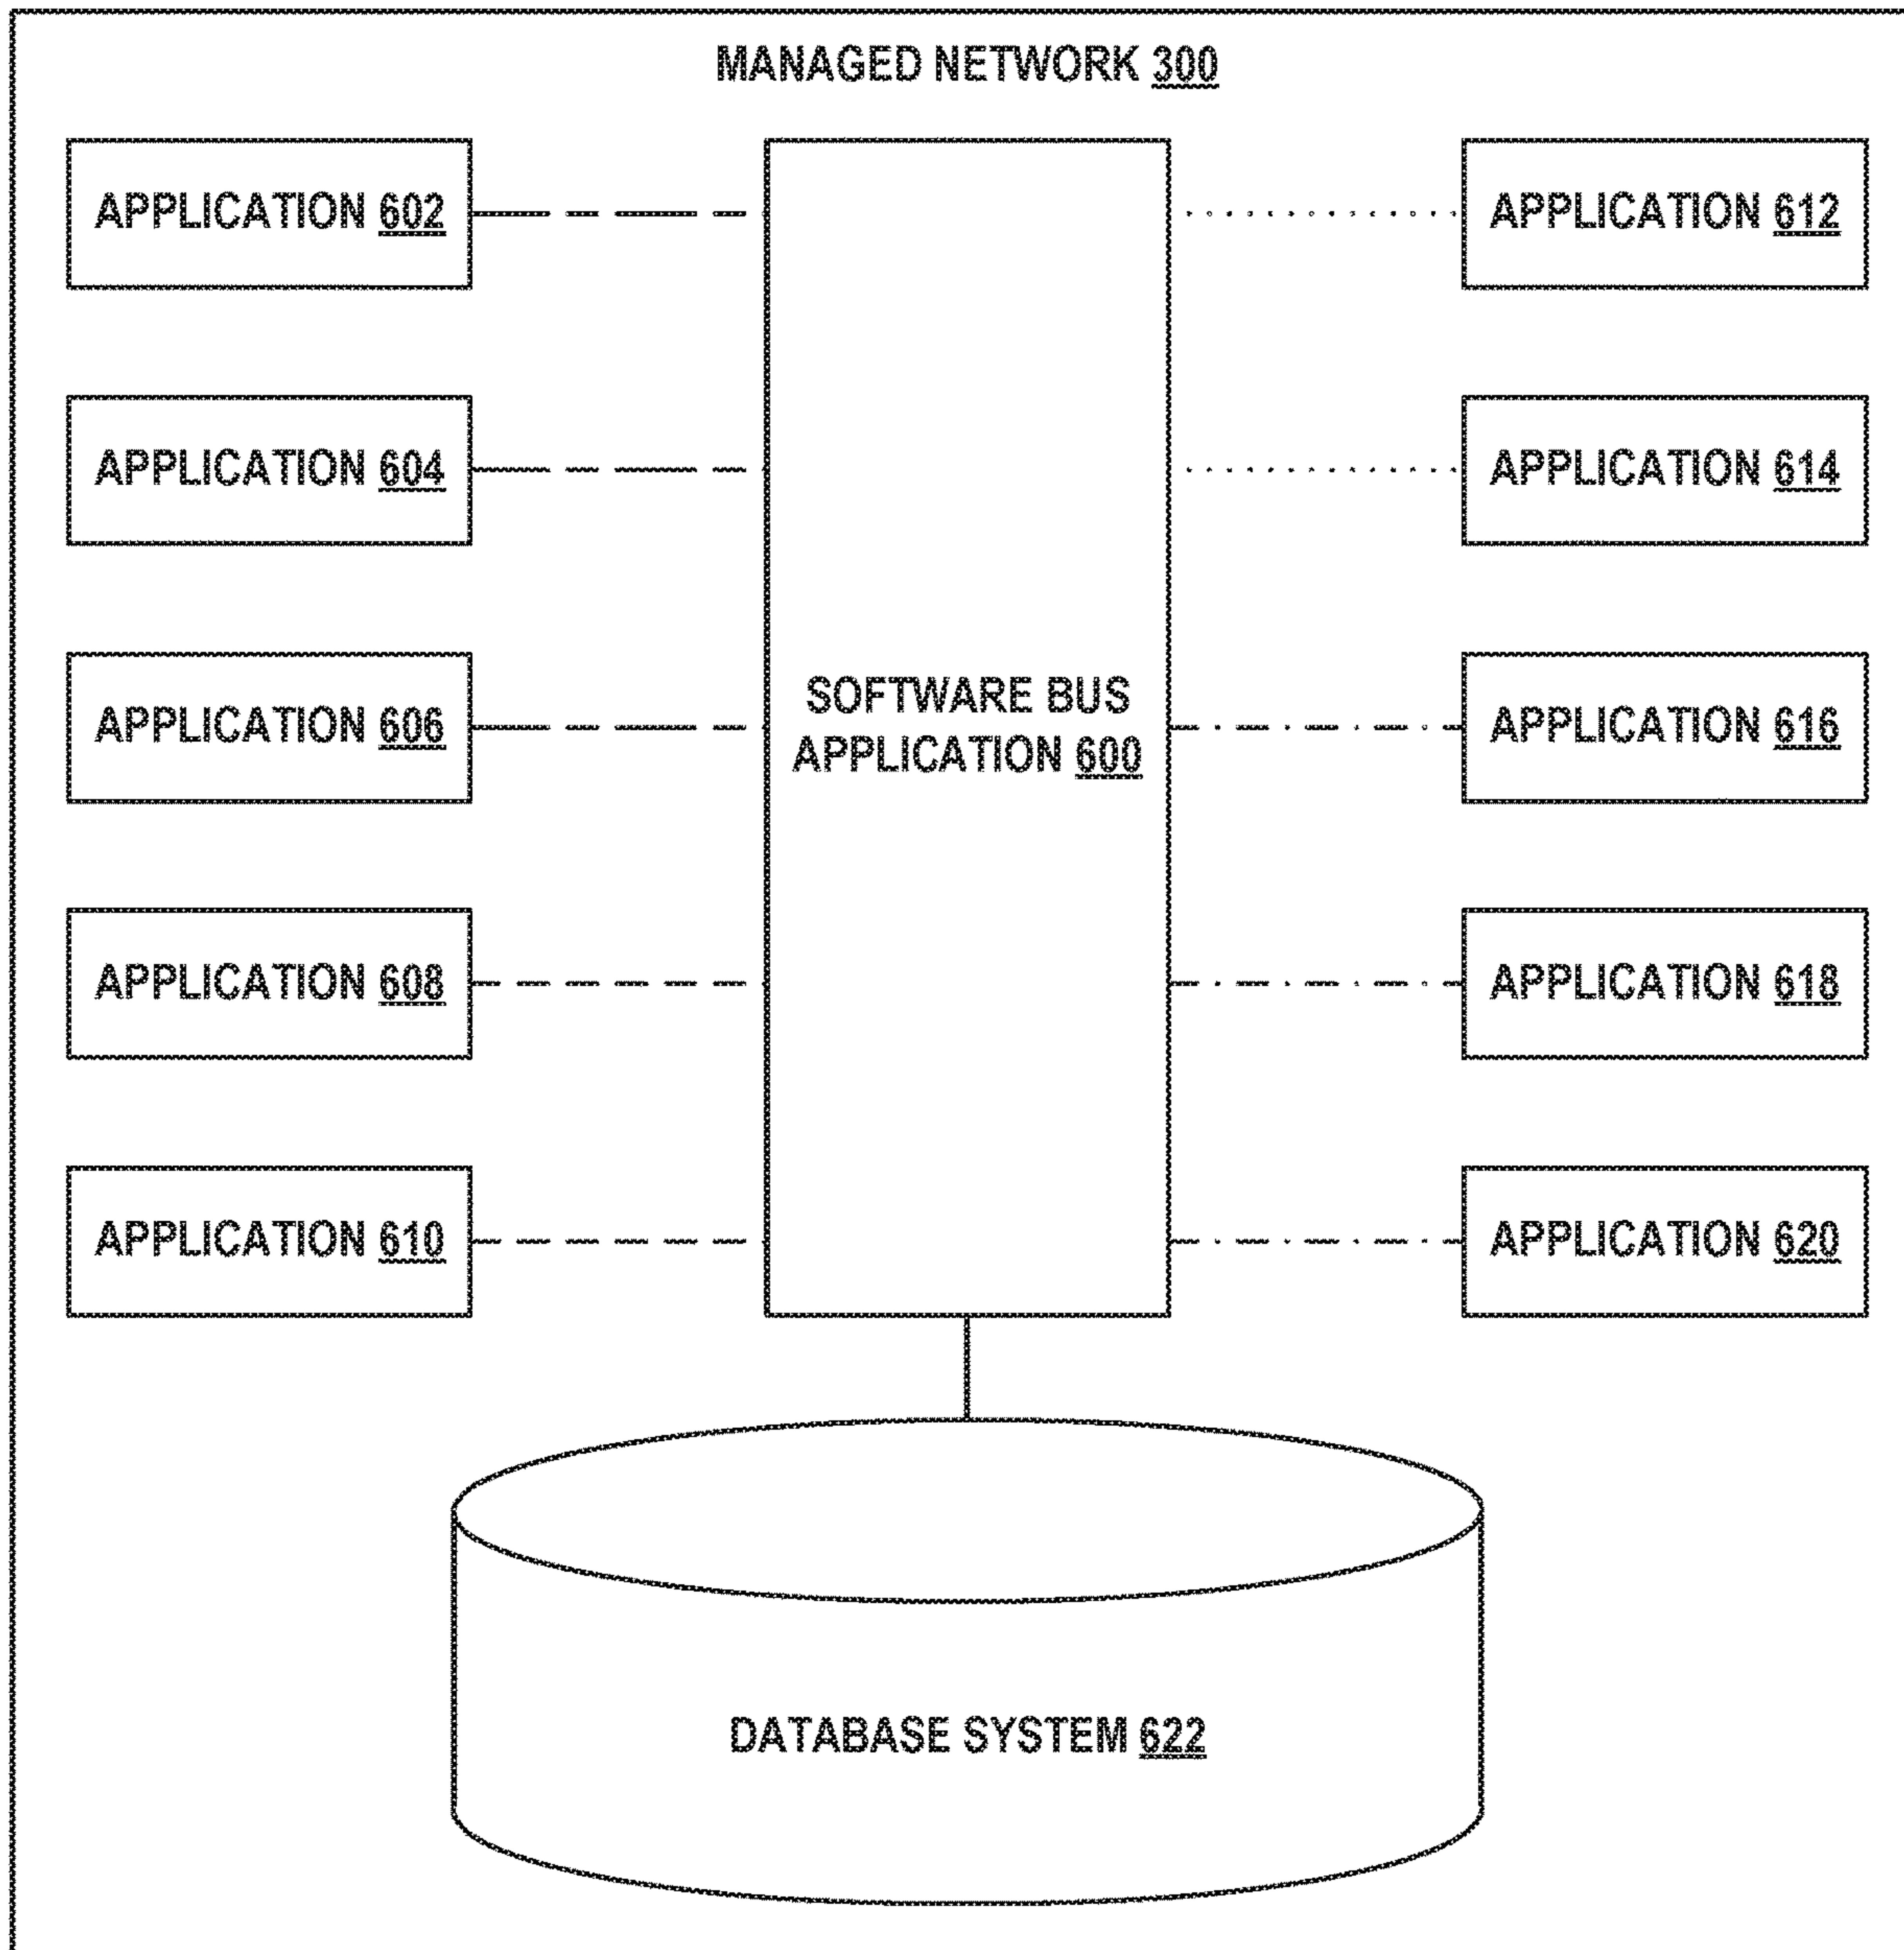 MANAGED NETWORK 300
APPLICATION 602
APPLICATION 612
APPLICATION 604
APPLICATION 614
APPLICATION 606
SOFTWARE BUS
APPLICATION 600
APPLICATION 616
APPLICATION 608
APPLICATION 618
APPLICATION 610
APPLICATION 620
DATABASE SYSTEM 622